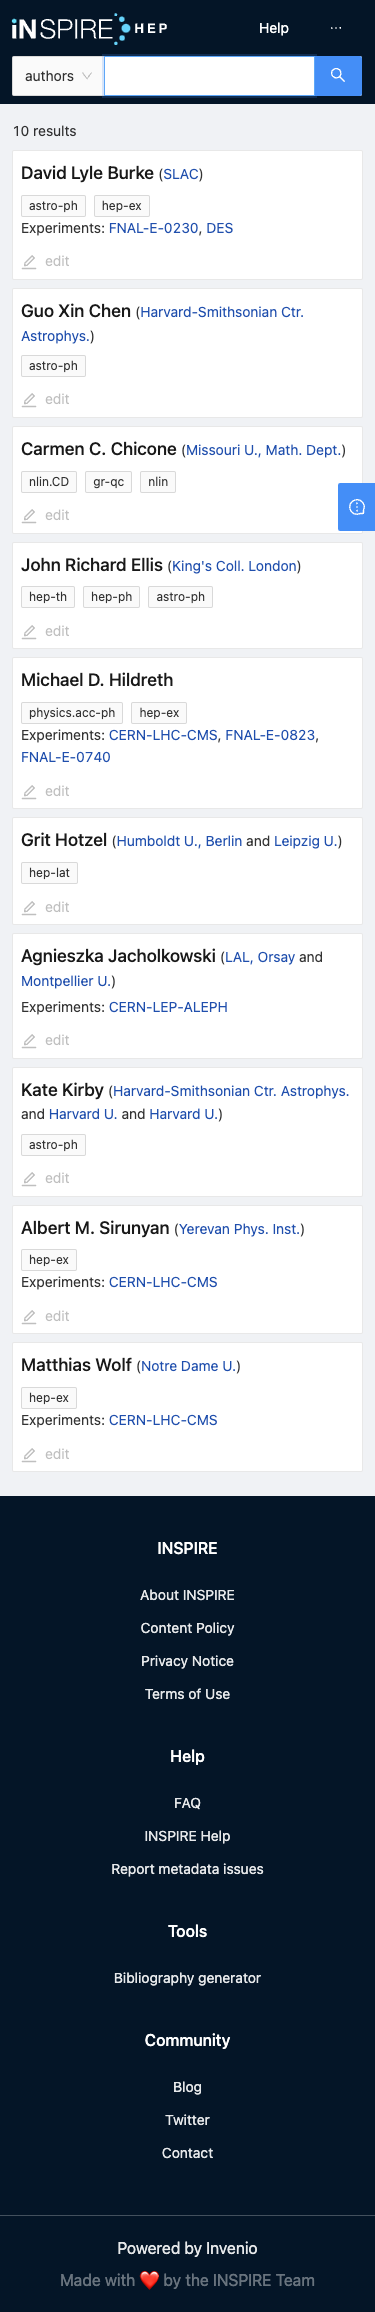 iNSPIRE HEP
Help ···
authors
10 results
David Lyle Burke (SLAC)
astro-ph hep-ex
Experiments: FNAL-E-0230, DES
edit
Guo Xin Chen (Harvard-Smithsonian Ctr.
Astrophys.)
astro-ph
edit
Carmen C. Chicone (Missouri U., Math. Dept.)
nlin.CD gr-qc nlin
edit
John Richard Ellis (King's Coll. London)
hep-th hep-ph astro-ph
edit
Michael D. Hildreth
physics.acc-ph hep-ex
Experiments: CERN-LHC-CMS, FNAL-E-0823,
FNAL-E-0740
edit
Grit Hotzel (Humboldt U., Berlin and Leipzig U.)
hep-lat
edit
Agnieszka Jacholkowski (LAL, Orsay and
Montpellier U.)
Experiments: CERN-LEP-ALEPH
edit
Kate Kirby (Harvard-Smithsonian Ctr. Astrophys.
and Harvard U. and Harvard U.)
astro-ph
edit
Albert M. Sirunyan (Yerevan Phys. Inst.)
hep-ex
Experiments: CERN-LHC-CMS
edit
Matthias Wolf (Notre Dame U.)
hep-ex
Experiments: CERN-LHC-CMS
edit
INSPIRE
About INSPIRE
Content Policy
Privacy Notice
Terms of Use
Help
FAQ
INSPIRE Help
Report metadata issues
Tools
Bibliography generator
Community
Blog
Twitter
Contact
Powered by Invenio
Made with ❤️ by the INSPIRE Team